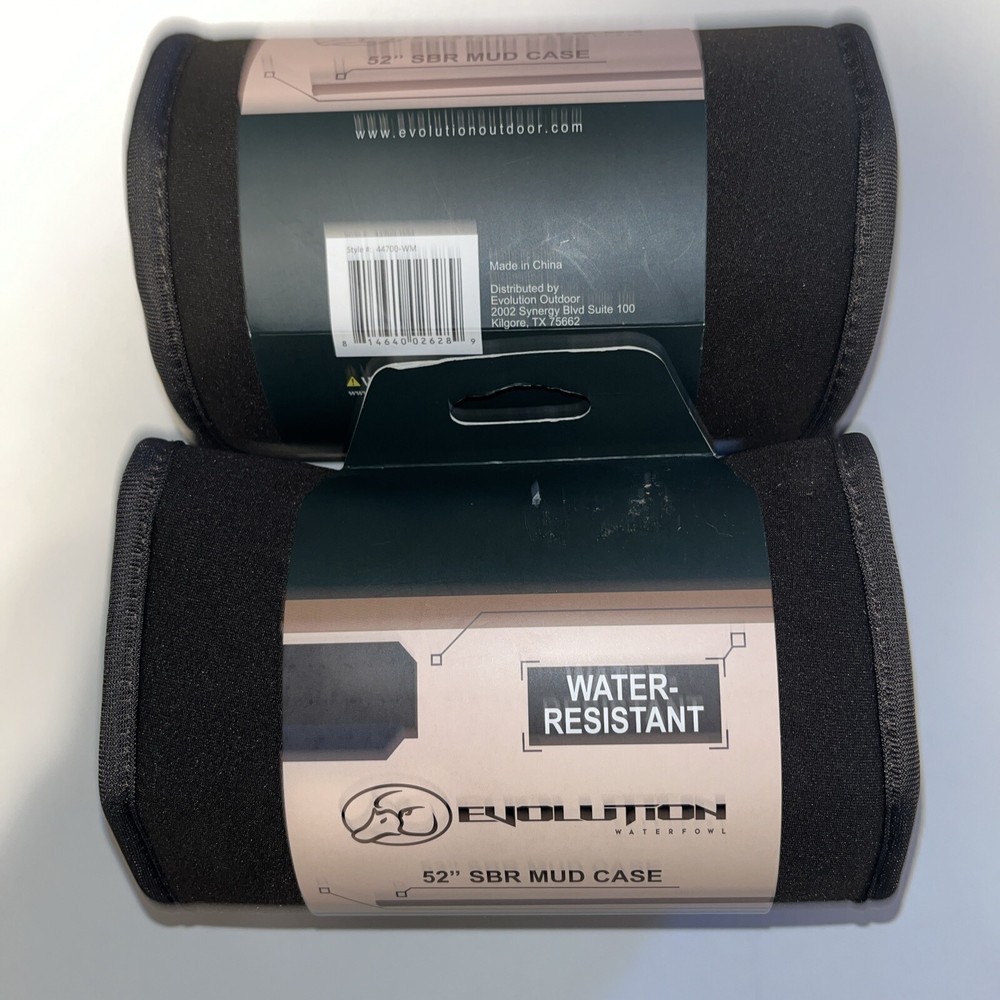 52” SBR MUD CASE
www.evolutionoutdoor.com
Style # 44700-WM
8 14640 02628 9
Made in China
Distributed by
Evolution Outdoor
2002 Synergy Blvd Suite 100
Kilgore, TX 75662
WATER-
RESISTANT
EVOLUTION
WATERFOWL
52” SBR MUD CASE